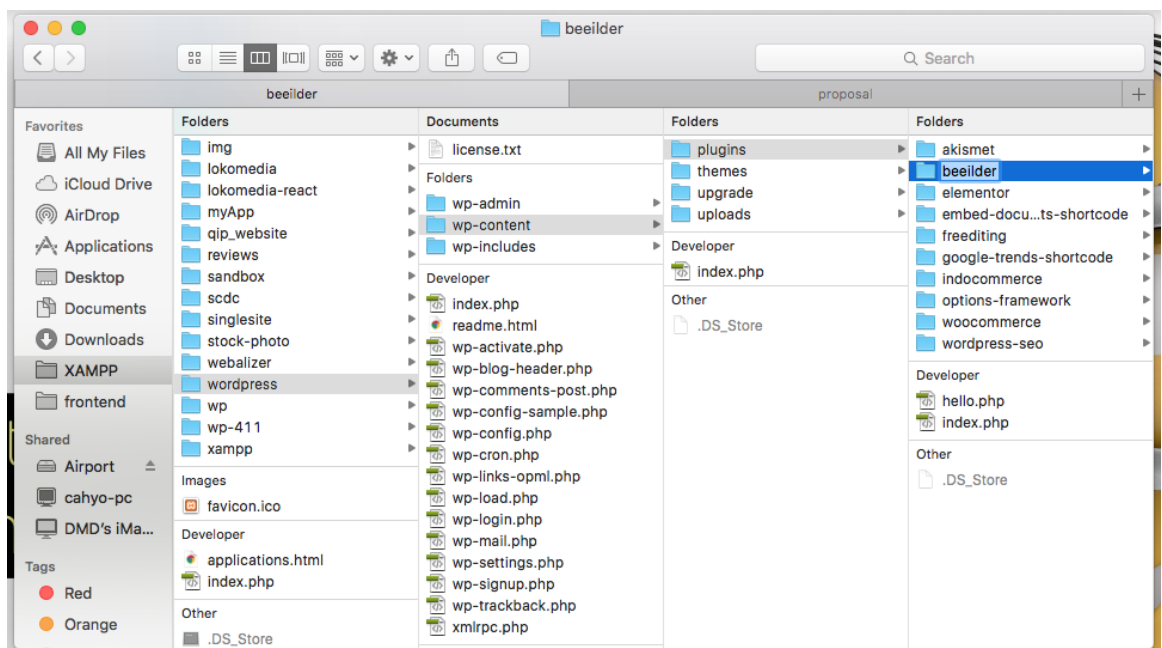 beeilder
Search
beeilder
proposal
Favorites
All My Files
iCloud Drive
AirDrop
Applications
Desktop
Documents
Downloads
XAMPP
frontend
Shared
Airport
cahyo-pc
DMD's iMa...
Tags
Red
Orange
Folders
img
lokomedia
lokomedia-react
myApp
qip_website
reviews
sandbox
scdc
singlesite
stock-photo
webalizer
wordpress
wp
wp-411
xampp
Images
favicon.ico
Developer
applications.html
index.php
Other
.DS_Store
Documents
license.txt
Folders
wp-admin
wp-content
wp-includes
Developer
index.php
readme.html
wp-activate.php
wp-blog-header.php
wp-comments-post.php
wp-config-sample.php
wp-config.php
wp-cron.php
wp-links-opml.php
wp-load.php
wp-login.php
wp-mail.php
wp-settings.php
wp-signup.php
wp-trackback.php
xmlrpc.php
Folders
plugins
themes
upgrade
uploads
Developer
index.php
Other
.DS_Store
Folders
akismet
beeilder
elementor
embed-docu...ts-shortcode
freediting
google-trends-shortcode
indocommerce
options-framework
woocommerce
wordpress-seo
Developer
hello.php
index.php
Other
.DS_Store